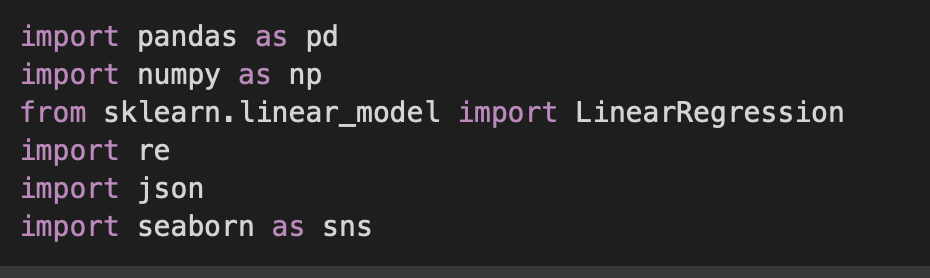 import pandas as pd
import numpy as np
from sklearn.linear_model import LinearRegression
import re
import json
import seaborn as sns